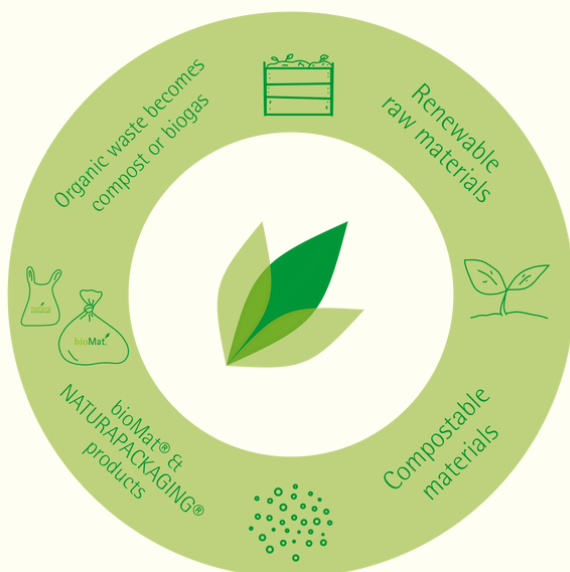 Organic waste becomes
compost or biogas
Renewable
raw materials
bioMat.
Compostable
materials
bioMat® &
NATURAPACKAGING®
products